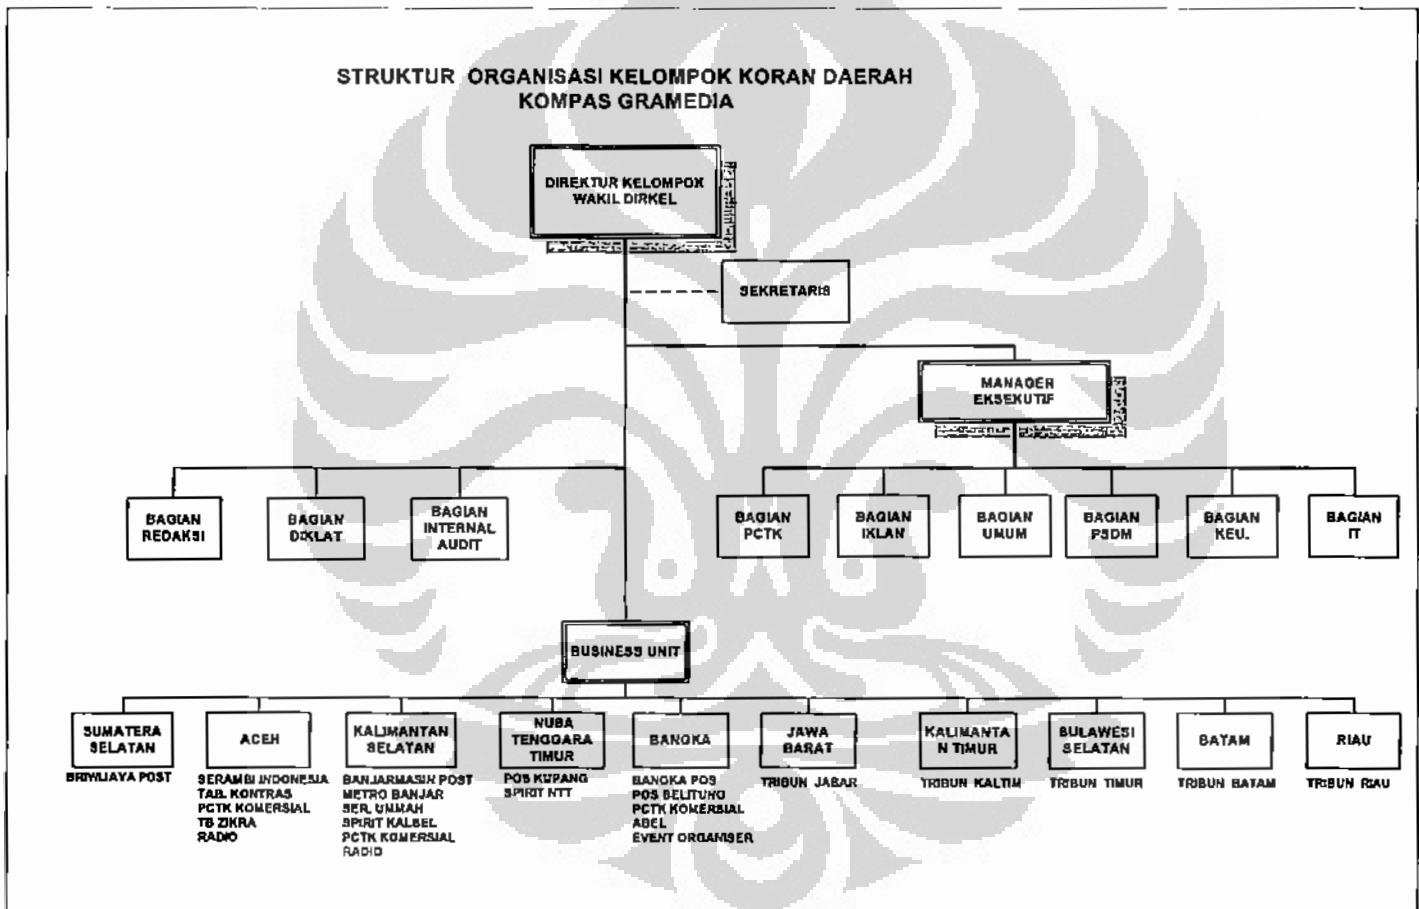 STRUKTUR ORGANISASI KELOMPOK KORAN DAERAH
KOMPAS GRAMEDIA
DIREKTUR KELOMPOK
WAKIL DIRKEL
SEKRETARIS
MANAGER
EKSEKUTIF
BAGIAN
REDAKSI
BAGIAN
DIKLAT
BAGIAN
INTERNAL
AUDIT
BAGIAN
PCTK
BAGIAN
IKLAN
BAGIAN
UMUM
BAGIAN
PSDM
BAGIAN
KEU.
BAGIAN
IT
BUSINESS UNIT
SUMATERA
SELATAN
SRIWIJAYA POST
ACEH
SERAMBI INDONESIA
TAB. KONTRAS
PCTK KOMERSIAL
TB ZIKRA
RADIO
KALIMANTAN
SELATAN
BANJARMASIN POST
METRO BANJAR
SER. UMMAH
SPIRIT KALSEL
PCTK KOMERSIAL
RADIO
NUSA
TENGGARA
TIMUR
POS KUPANG
SPIRIT NTT
BANGKA
BANGKA POS
POS BELITUNG
PCTK KOMERSIAL
ABEL
EVENT ORGANISER
JAWA
BARAT
TRIBUN JABAR
KALIMANTA
N TIMUR
TRIBUN KALTIM
SULAWESI
SELATAN
TRIBUN TIMUR
BATAM
TRIBUN BATAM
RIAU
TRIBUN RIAU